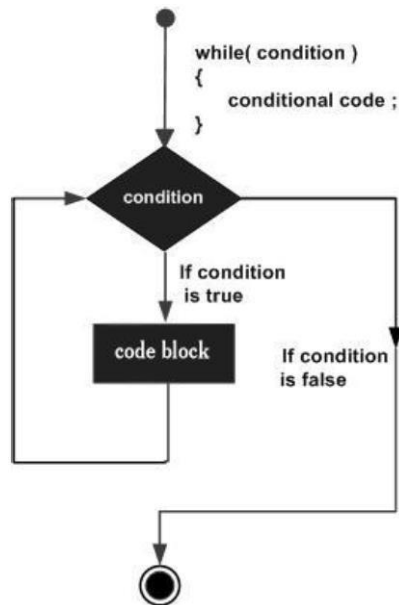 while( condition )
{
conditional code ;
}
condition
If condition
is true
code block
If condition
is false